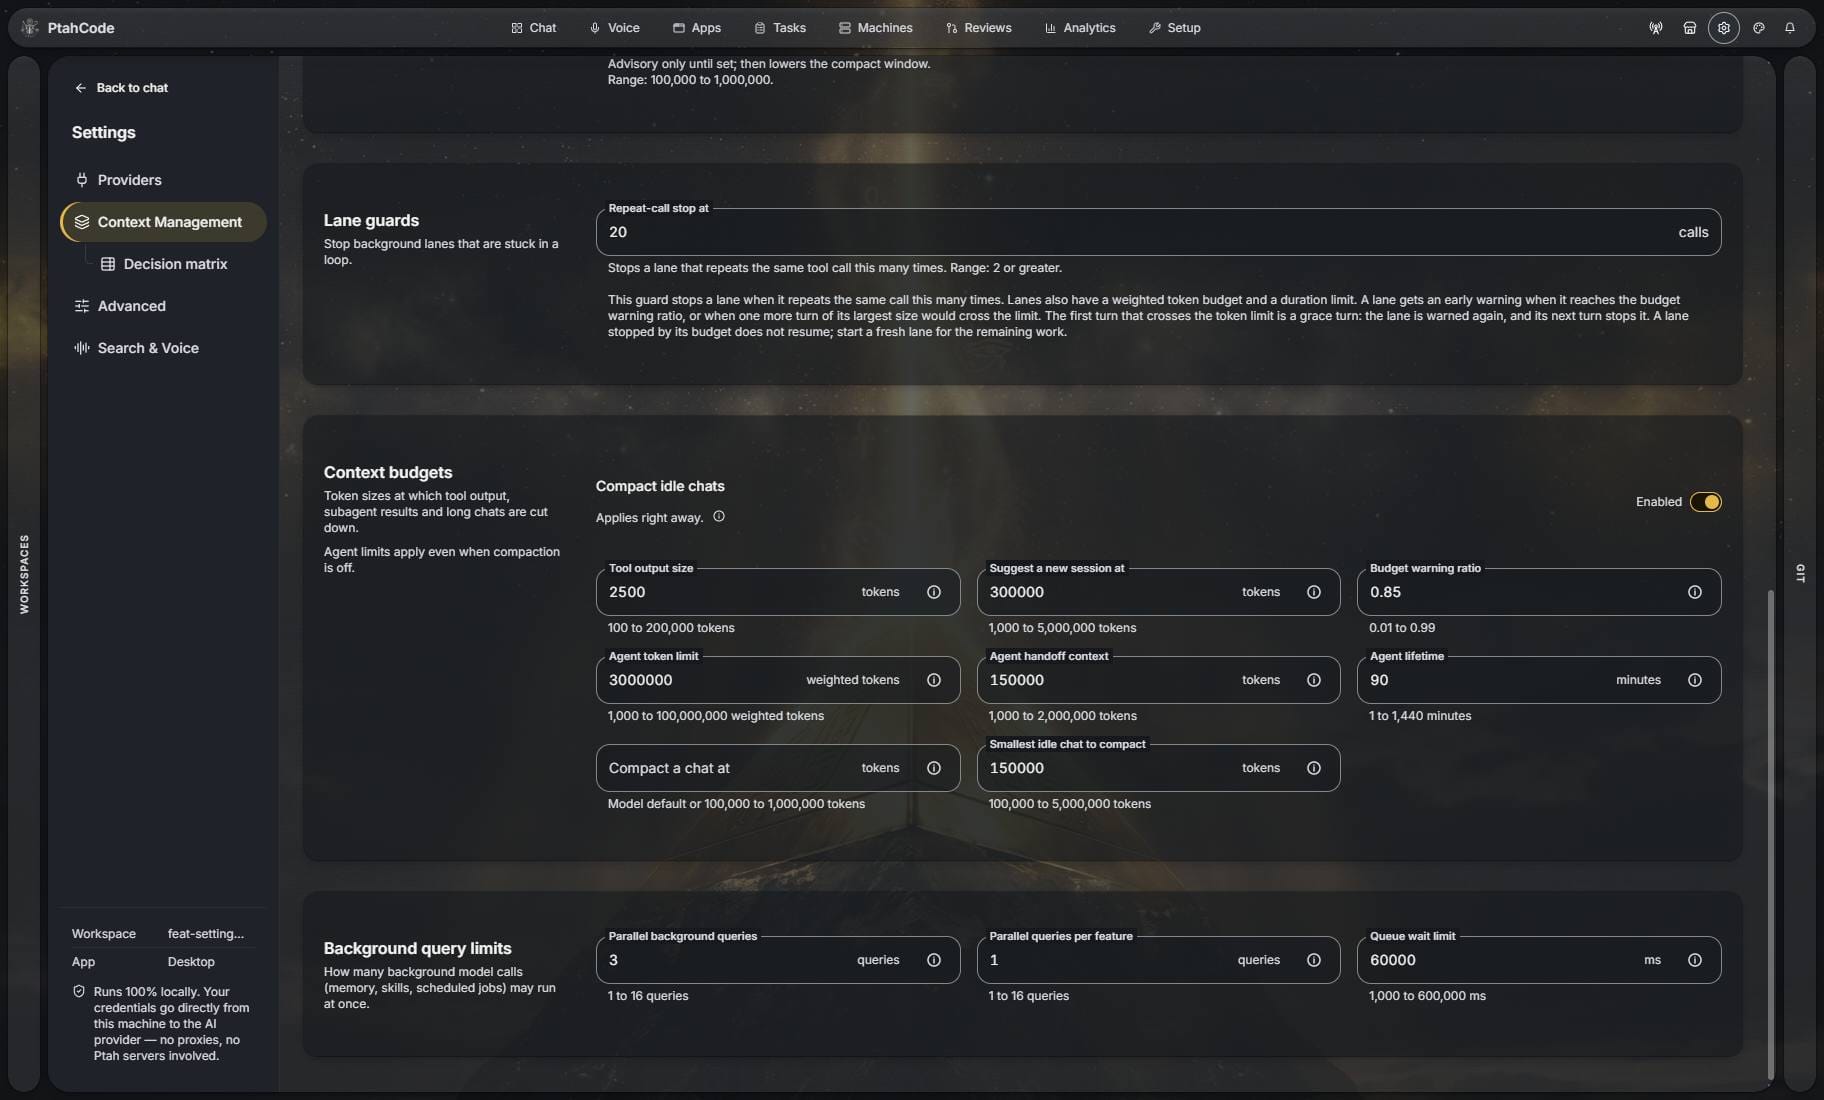 PtahCode
Chat
Voice
Apps
Tasks
Machines
Reviews
Analytics
Setup
WORKSPACES
Back to chat
Settings
Providers
Context Management
Decision matrix
Advanced
Search & Voice
Workspace feat-setting...
App Desktop
Runs 100% locally. Your
credentials go directly from
this machine to the AI
provider — no proxies, no
Ptah servers involved.
Advisory only until set; then lowers the compact window.
Range: 100,000 to 1,000,000.
Lane guards
Stop background lanes that are stuck in a
loop.
Repeat-call stop at
20 calls
Stops a lane that repeats the same tool call this many times. Range: 2 or greater.
This guard stops a lane when it repeats the same call this many times. Lanes also have a weighted token budget and a duration limit. A lane gets an early warning when it reaches the budget
warning ratio, or when one more turn of its largest size would cross the limit. The first turn that crosses the token limit is a grace turn: the lane is warned again, and its next turn stops it. A lane
stopped by its budget does not resume; start a fresh lane for the remaining work.
Context budgets
Token sizes at which tool output,
subagent results and long chats are cut
down.
Agent limits apply even when compaction
is off.
Compact idle chats
Applies right away.
Enabled
Tool output size
2500 tokens
100 to 200,000 tokens
Suggest a new session at
300000 tokens
1,000 to 5,000,000 tokens
Budget warning ratio
0.85
0.01 to 0.99
Agent token limit
3000000 weighted tokens
1,000 to 100,000,000 weighted tokens
Agent handoff context
150000 tokens
1,000 to 2,000,000 tokens
Agent lifetime
90 minutes
1 to 1,440 minutes
Compact a chat at tokens
Model default or 100,000 to 1,000,000 tokens
Smallest idle chat to compact
150000 tokens
100,000 to 5,000,000 tokens
Background query limits
How many background model calls
(memory, skills, scheduled jobs) may run
at once.
Parallel background queries
3 queries
1 to 16 queries
Parallel queries per feature
1 queries
1 to 16 queries
Queue wait limit
60000 ms
1,000 to 600,000 ms
GIT